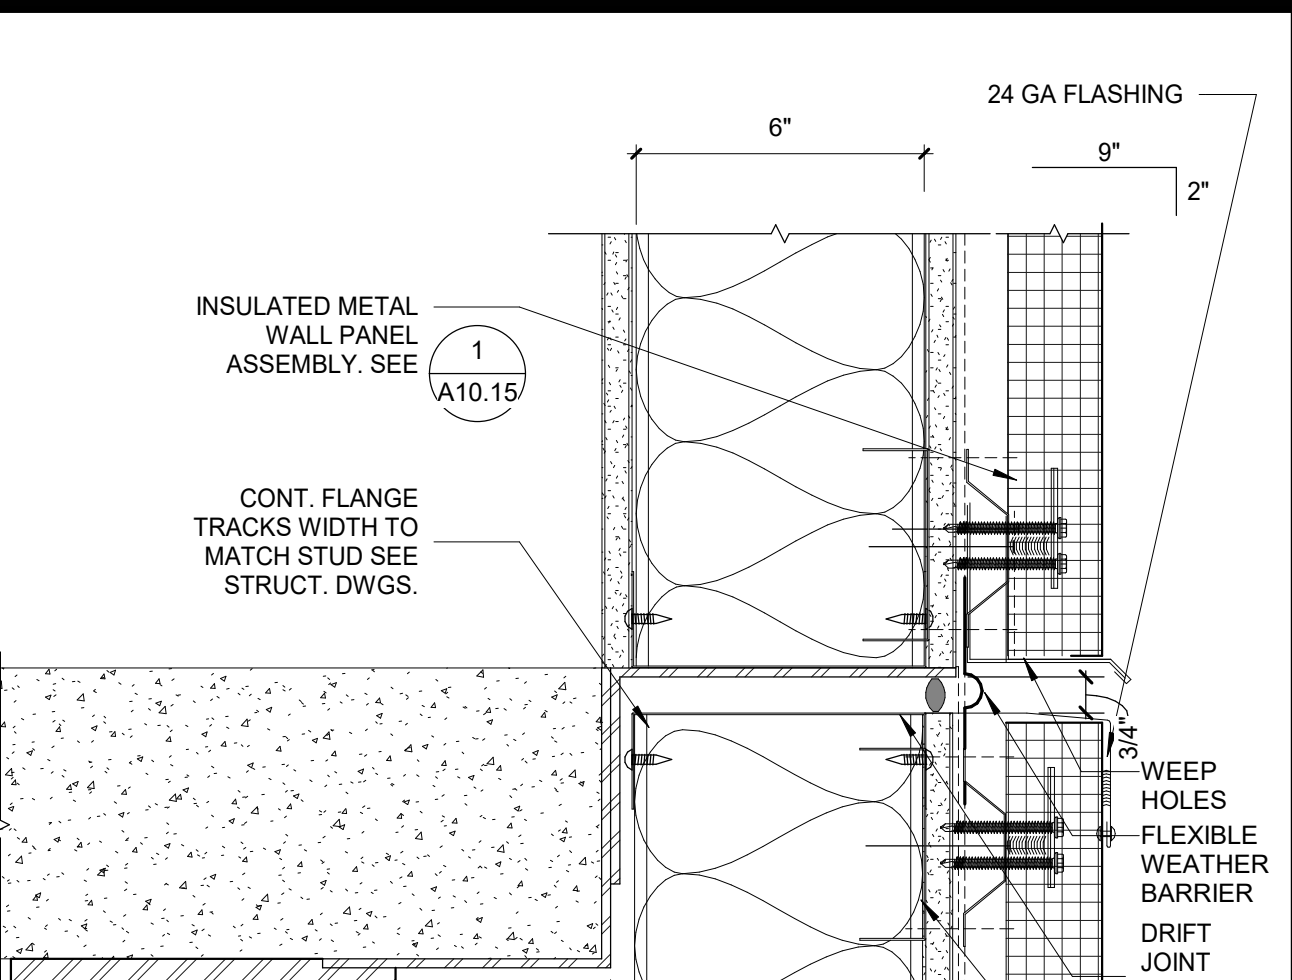 24 GA FLASHING
6"
9"
2"
INSULATED METAL
WALL PANEL
ASSEMBLY. SEE
1
A10.15
CONT. FLANGE
TRACKS WIDTH TO
MATCH STUD SEE
STRUCT. DWGS.
3/4"
WEEP
HOLES
FLEXIBLE
WEATHER
BARRIER
DRIFT
JOINT